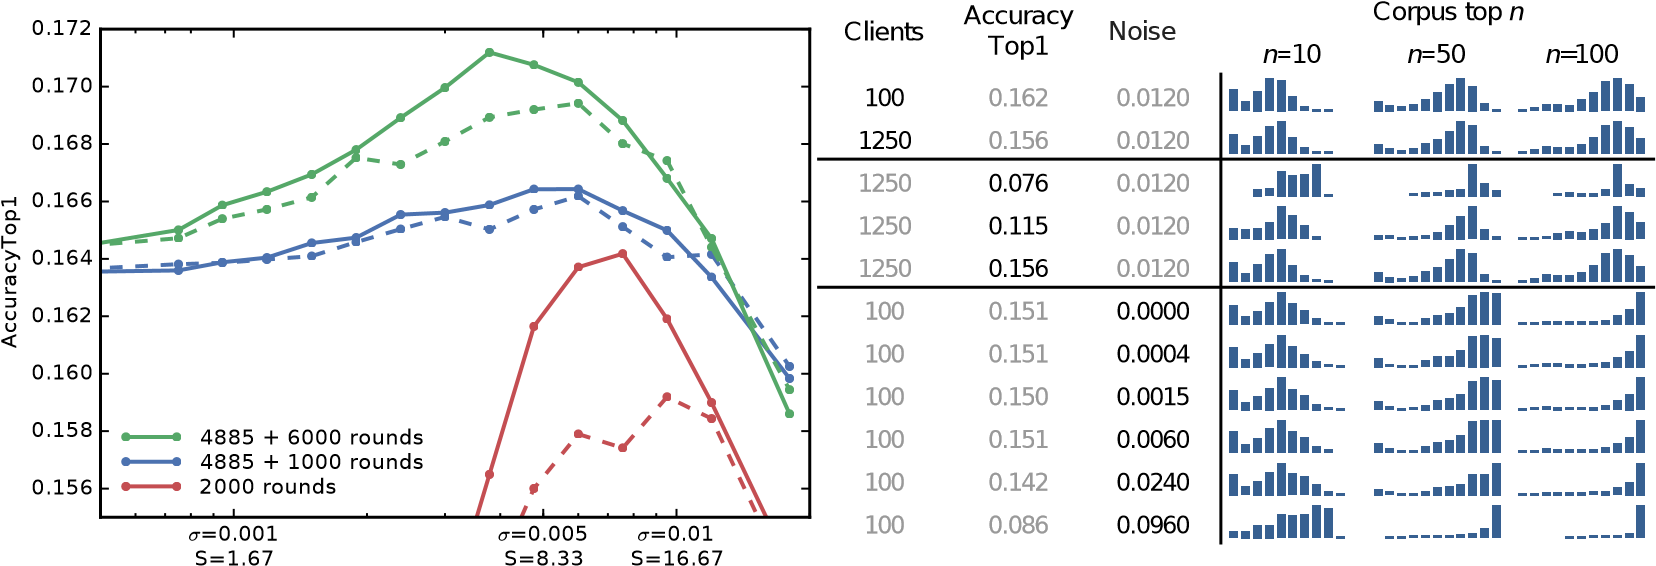 0.172
0.170
0.168
0.166
0.164
0.162
0.160
0.158
0.156
AccuracyTop1
4885 + 6000 rounds
4885 + 1000 rounds
2000 rounds
σ=0.001
S=1.67
σ=0.005
S=8.33
σ=0.01
S=16.67
Clients Accuracy Top1 Noise Corpus top n
n=10 n=50 n=100
100 0.162 0.0120
1250 0.156 0.0120
1250 0.076 0.0120
1250 0.115 0.0120
1250 0.156 0.0120
100 0.151 0.0000
100 0.151 0.0004
100 0.150 0.0015
100 0.151 0.0060
100 0.142 0.0240
100 0.086 0.0960